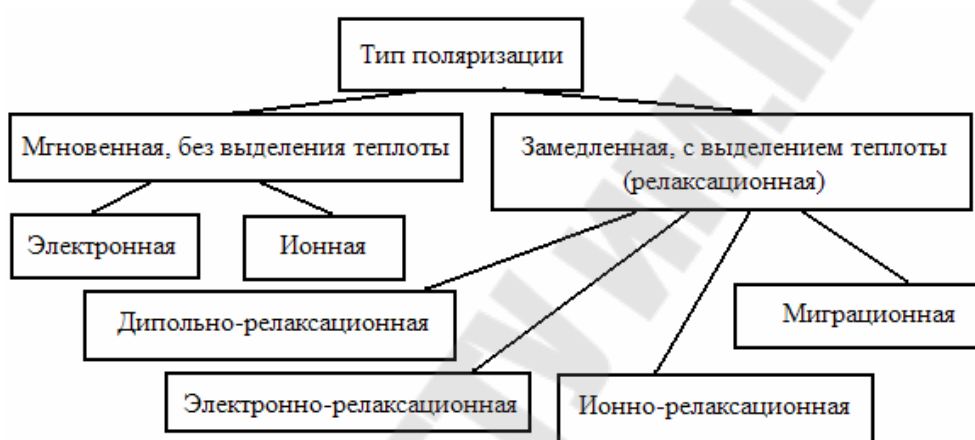 Тип поляризации
Мгновенная, без выделения теплоты
Замедленная, с выделением теплоты
(релаксационная)
Электронная
Ионная
Дипольно-релаксационная
Миграционная
Электронно-релаксационная
Ионно-релаксационная